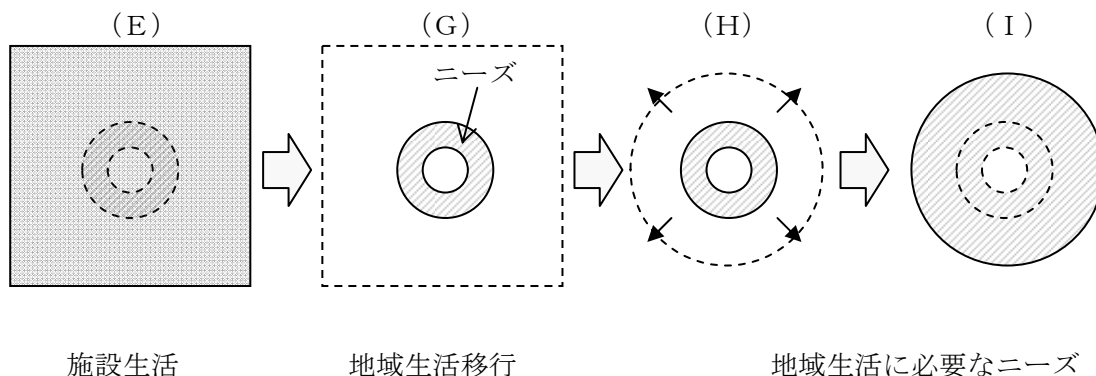 （Ｅ） （Ｇ） （Ｈ） （Ｉ）
ニーズ
施設生活 地域生活移行 地域生活に必要なニーズ